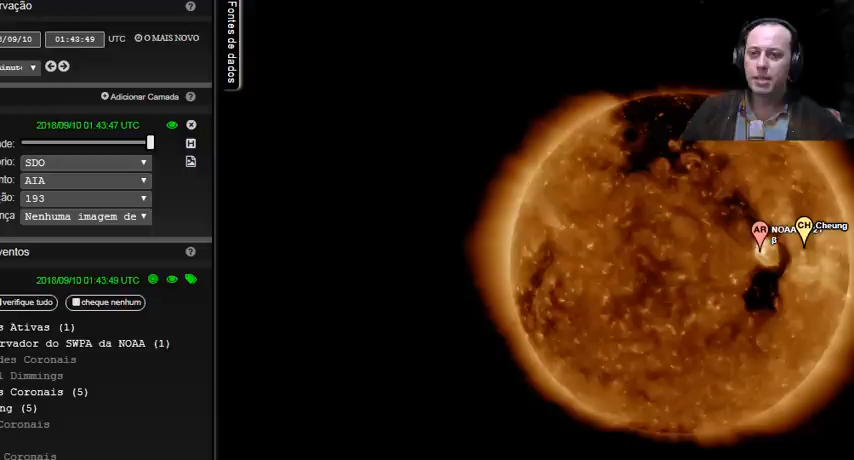 rvação
/09/10 01:43:49 UTC O MAIS NOVO
Adicionar Camada
2018/09/10 01:43:47 UTC
de:
rio: SDO
nto: AIA
ção: 193
nça Nenhuma imagem de
ventos
2018/09/10 01:43:49 UTC
verifique tudo cheque nenhum
s Ativas (1)
rvador do SWPA da NOAA (1)
des Coronais
l Dimmings
s Coronais (5)
ng (5)
Coronais
Coronais
Fontes de dados
AR NOAA
β
CH Cheung